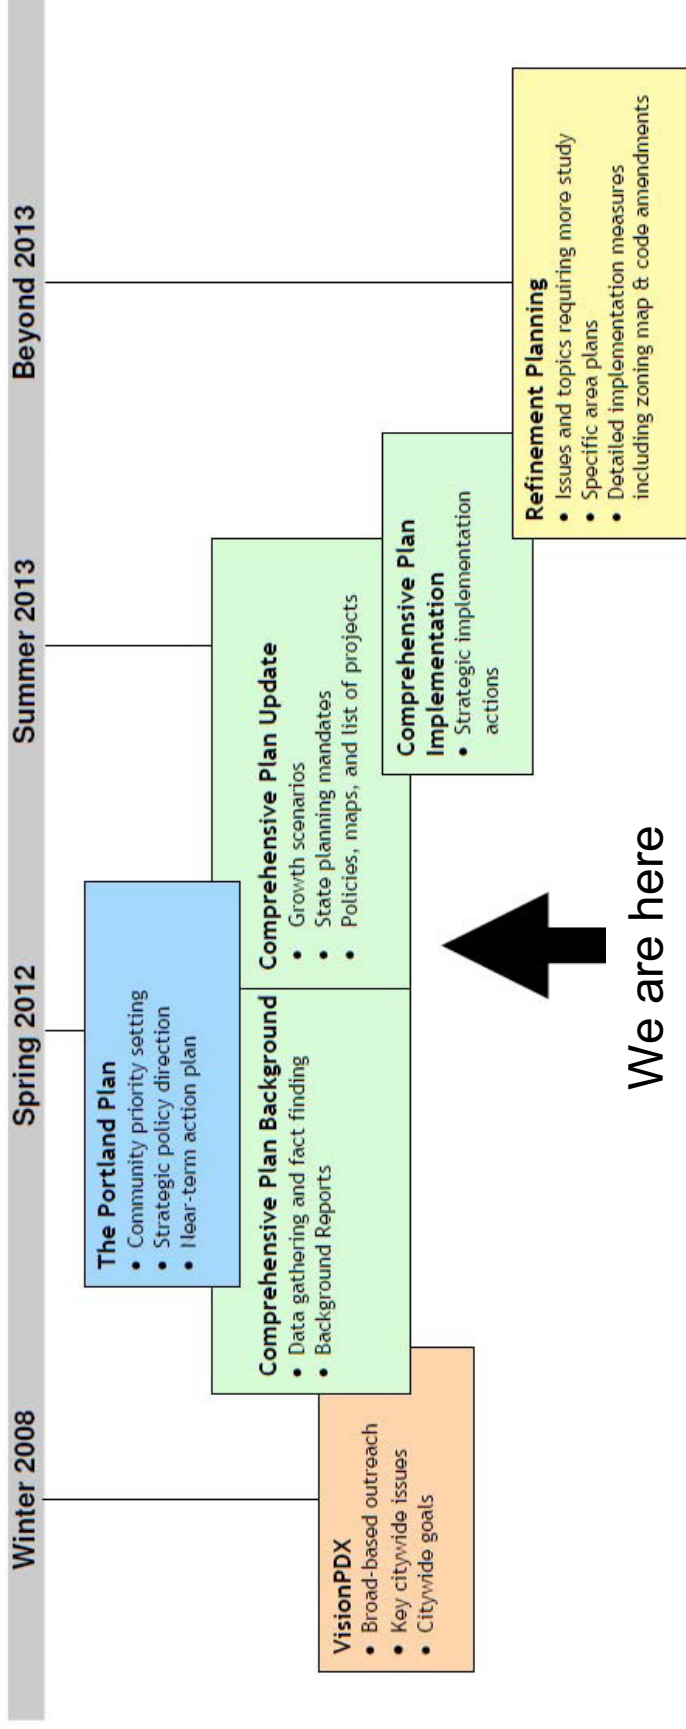 Winter 2008
Spring 2012
Summer 2013
Beyond 2013
The Portland Plan
• Community priority setting
• Strategic policy direction
• Near-term action plan
Comprehensive Plan Background
• Data gathering and fact finding
• Background Reports
Comprehensive Plan Update
• Growth scenarios
• State planning mandates
• Policies, maps, and list of projects
VisionPDX
• Broad-based outreach
• Key citywide issues
• Citywide goals
Comprehensive Plan
Implementation
• Strategic implementation
actions
Refinement Planning
• Issues and topics requiring more study
• Specific area plans
• Detailed implementation measures
including zoning map & code amendments
We are here